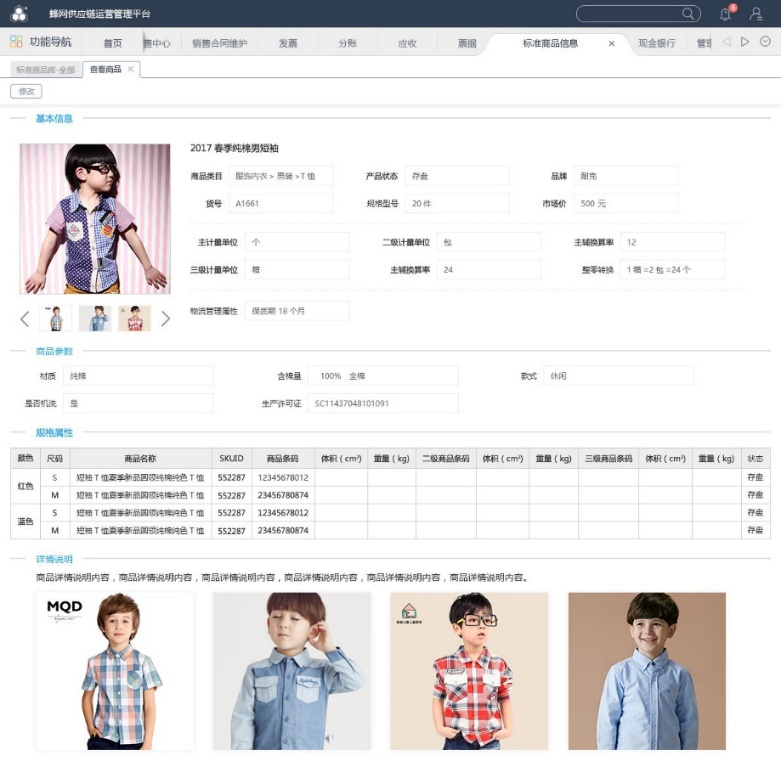 蜂网供应链运营管理平台
6
功能导航 首页 售中心 销售合同维护 发票 分账 应收 票据 标准商品信息 × 现金银行 管理
标准商品库-全部 查看商品 ×
修改
基本信息
2017 春季纯棉男短袖
商品类目 服饰内衣 > 男装 >T 恤 产品状态 存盘 品牌 耐克
货号 A1661 规格型号 20 件 市场价 500 元
主计量单位 个 二级计量单位 包 主辅换算率 12
三级计量单位 箱 主辅换算率 24 整零转换 1 箱 =2 包 =24 个
物流管理属性 保质期 18 个月
商品参数
材质 纯棉 含棉量 100% 全棉 款式 休闲
是否机洗 是 生产许可证 SC11437048101091
规格属性
颜色 尺码 商品名称 SKUID 商品条码 体积 ( cm³) 重量 ( kg) 二级商品条码 体积 ( cm³) 重量 ( kg) 三级商品条码 体积 ( cm³) 重量 ( kg) 状态
红色 S 短袖 T 恤夏季新品圆领纯棉纯色 T 恤 552287 12345678012 存盘
M 短袖 T 恤夏季新品圆领纯棉纯色 T 恤 552287 23456780874 存盘
蓝色 S 短袖 T 恤夏季新品圆领纯棉纯色 T 恤 552287 12345678012 存盘
M 短袖 T 恤夏季新品圆领纯棉纯色 T 恤 552287 23456780874 存盘
详情说明
商品详情说明内容，商品详情说明内容，商品详情说明内容，商品详情说明内容，商品详情说明内容，商品详情说明内容。
MQD